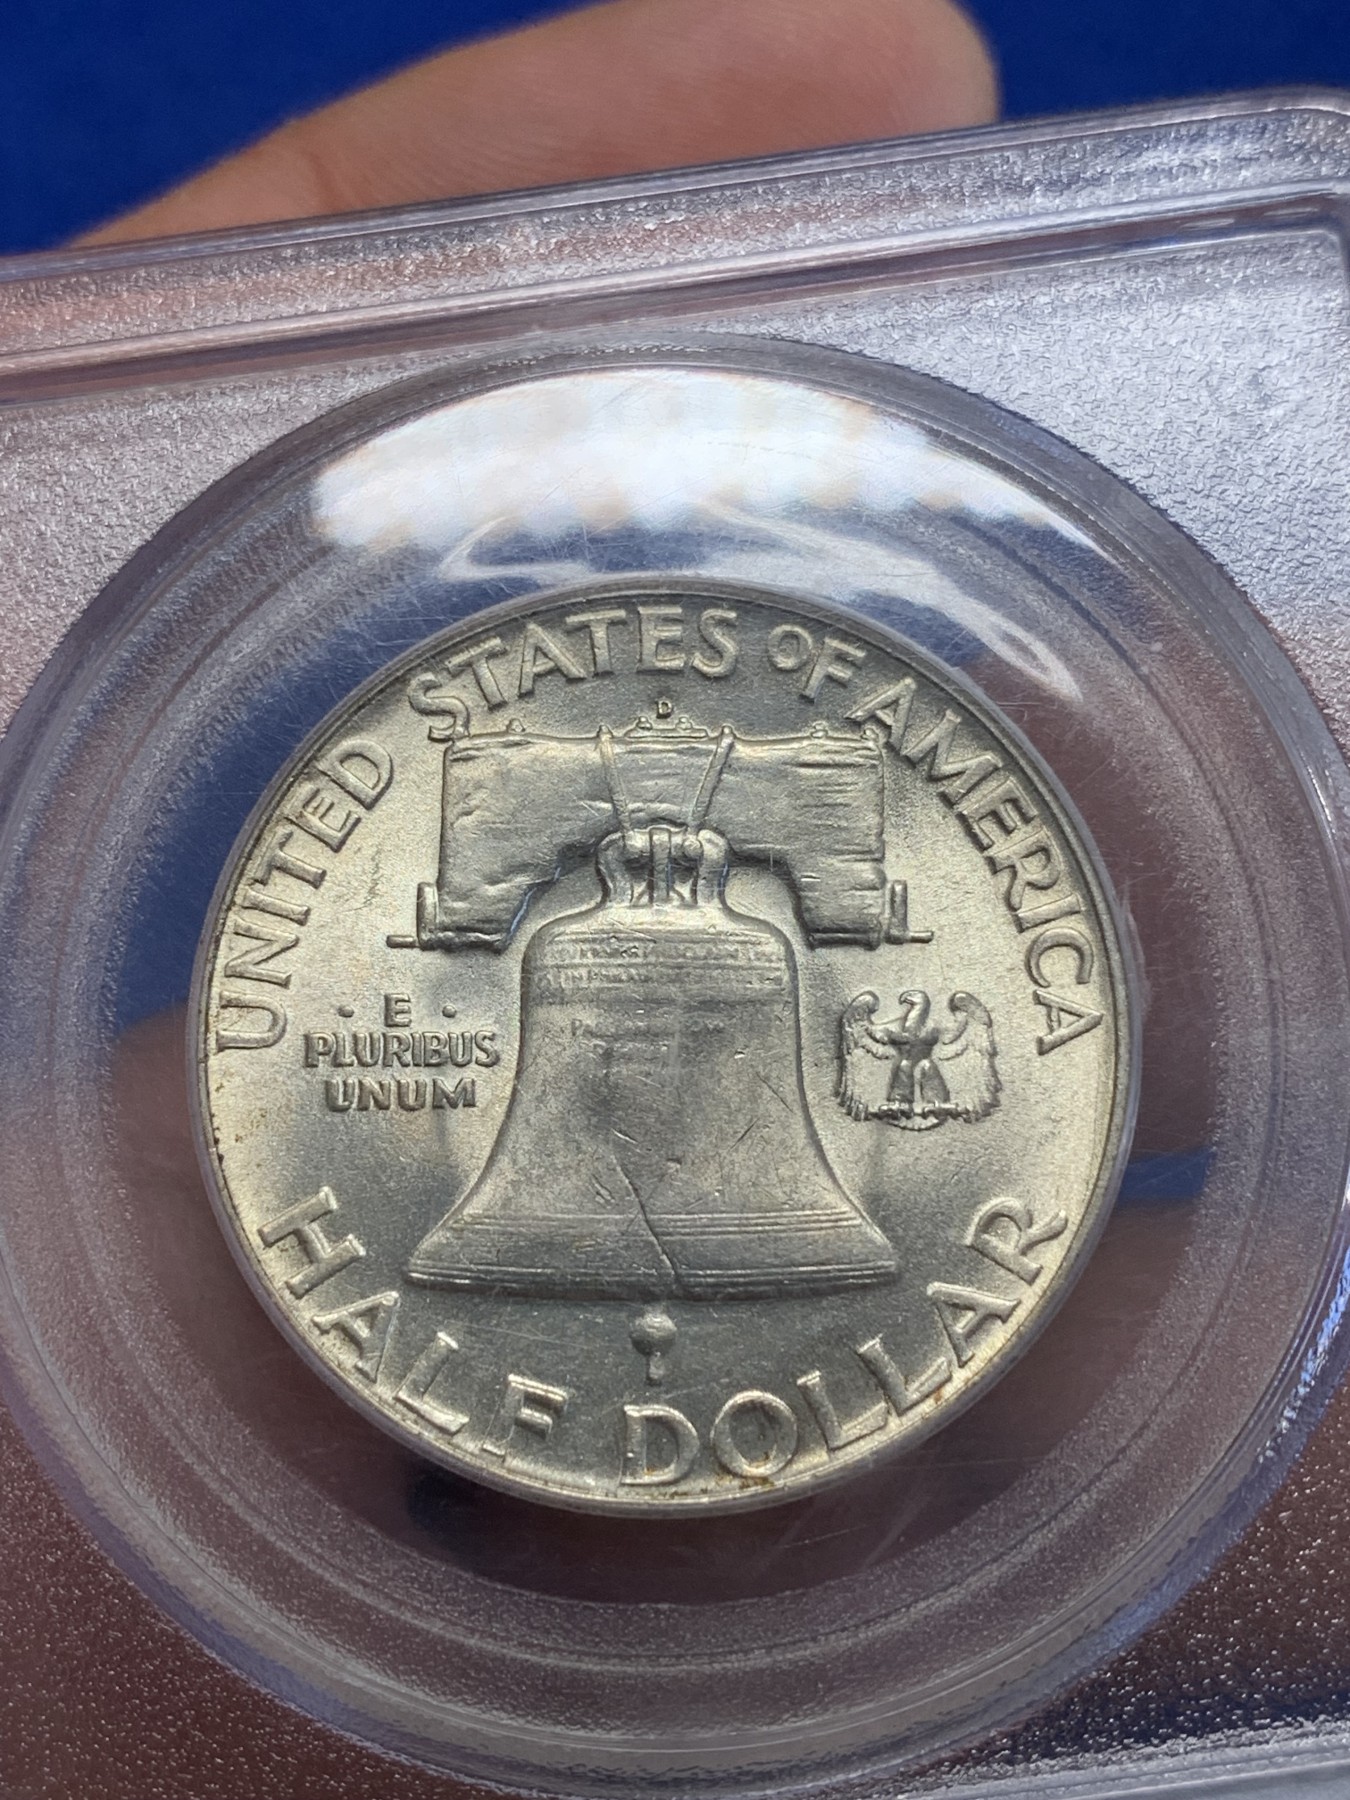 UNITED STATES OF AMERICA
D
· E ·
PLURIBUS
UNUM
HALF DOLLAR